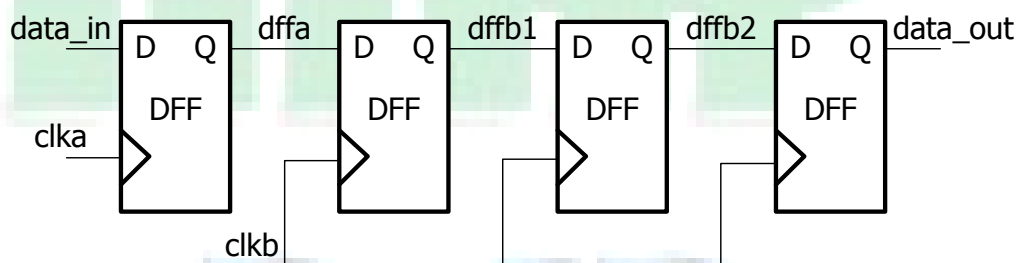 data_in dffa dffb1 dffb2 data_out
D Q D Q D Q D Q
DFF DFF DFF DFF
clka
clkb